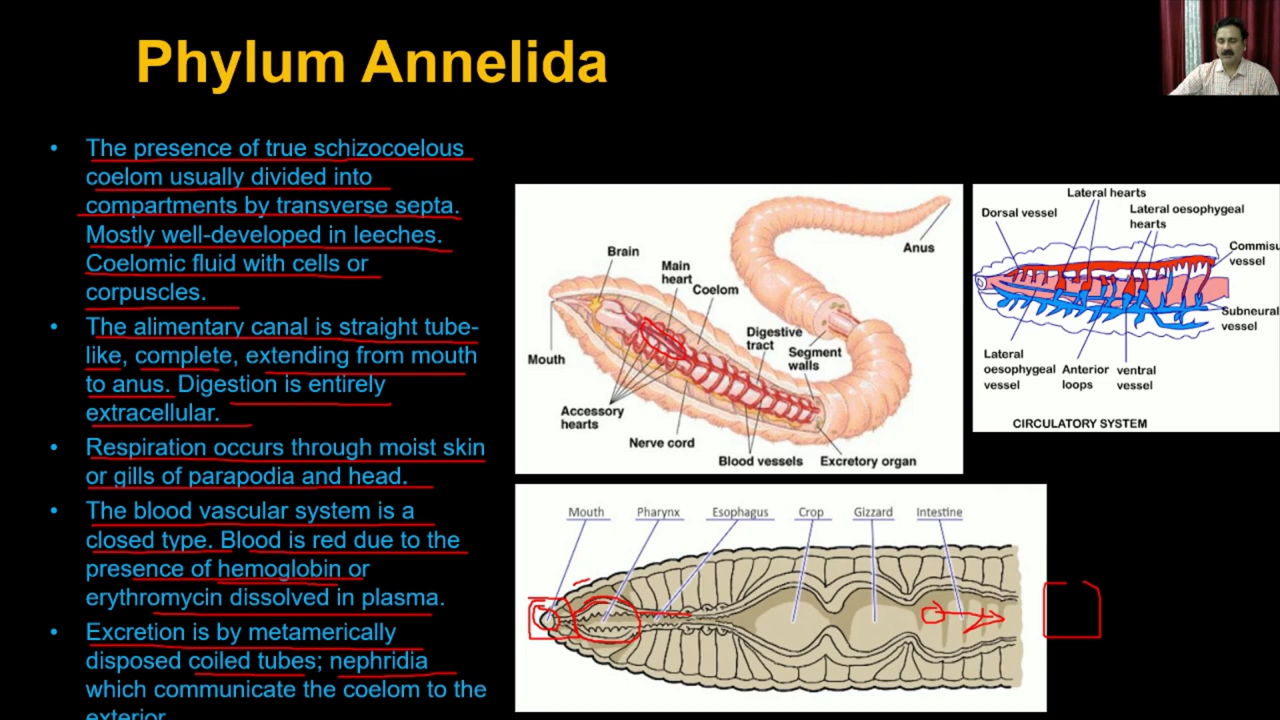 Phylum Annelida
• The presence of true schizocoelous
coelom usually divided into
compartments by transverse septa.
Mostly well-developed in leeches.
Coelomic fluid with cells or
corpuscles.
• The alimentary canal is straight tube-
like, complete, extending from mouth
to anus. Digestion is entirely
extracellular.
• Respiration occurs through moist skin
or gills of parapodia and head.
• The blood vascular system is a
closed type. Blood is red due to the
presence of hemoglobin or
erythromycin dissolved in plasma.
• Excretion is by metamerically
disposed coiled tubes; nephridia
which communicate the coelom to the
exterior
Brain
Main
heart
Coelom
Anus
Digestive
tract
Segment
walls
Mouth
Accessory
hearts
Nerve cord
Blood vessels
Excretory organ
Lateral hearts
Dorsal vessel
Lateral oesophygeal
hearts
Commisu
vessel
Subneural
vessel
Lateral
oesophygeal
vessel
Anterior
loops
ventral
vessel
CIRCULATORY SYSTEM
Mouth
Pharynx
Esophagus
Crop
Gizzard
Intestine